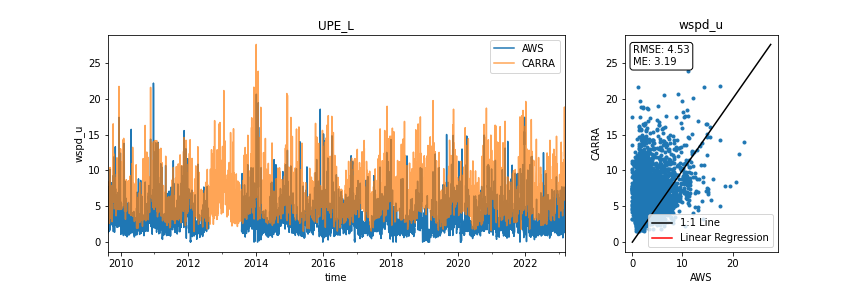 UPE_L
wspd_u
25
20
15
10
5
0
2010
2012
2014
2016
2018
2020
2022
time
AWS
CARRA
wspd_u
CARRA
25
20
15
10
5
0
0
10
20
AWS
RMSE: 4.53
ME: 3.19
1:1 Line
Linear Regression